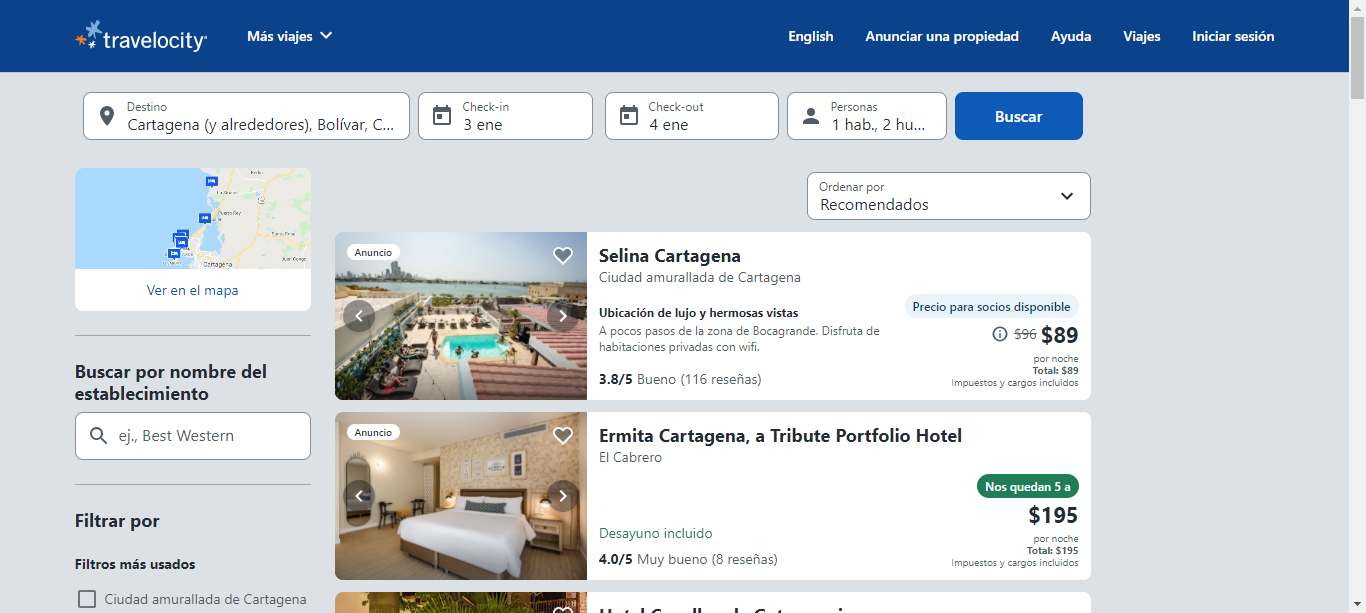 travelocity
Más viajes
English
Anunciar una propiedad
Ayuda
Viajes
Iniciar sesión
Destino
Cartagena (y alrededores), Bolívar, C...
Check-in
3 ene
Check-out
4 ene
Personas
1 hab., 2 hu...
Buscar
Puerto Rey
Santa Rosa
Cartagena
Ver en el mapa
Buscar por nombre del
establecimiento
ej., Best Western
Filtrar por
Filtros más usados
Ciudad amurallada de Cartagena
Ordenar por
Recomendados
Anuncio
Selina Cartagena
Ciudad amurallada de Cartagena
Ubicación de lujo y hermosas vistas
A pocos pasos de la zona de Bocagrande. Disfruta de
habitaciones privadas con wifi.
3.8/5 Bueno (116 reseñas)
Precio para socios disponible
$96 $89
por noche
Total: $89
Impuestos y cargos incluidos
Anuncio
Ermita Cartagena, a Tribute Portfolio Hotel
El Cabrero
Desayuno incluido
4.0/5 Muy bueno (8 reseñas)
Nos quedan 5 a
$195
por noche
Total: $195
Impuestos y cargos incluidos